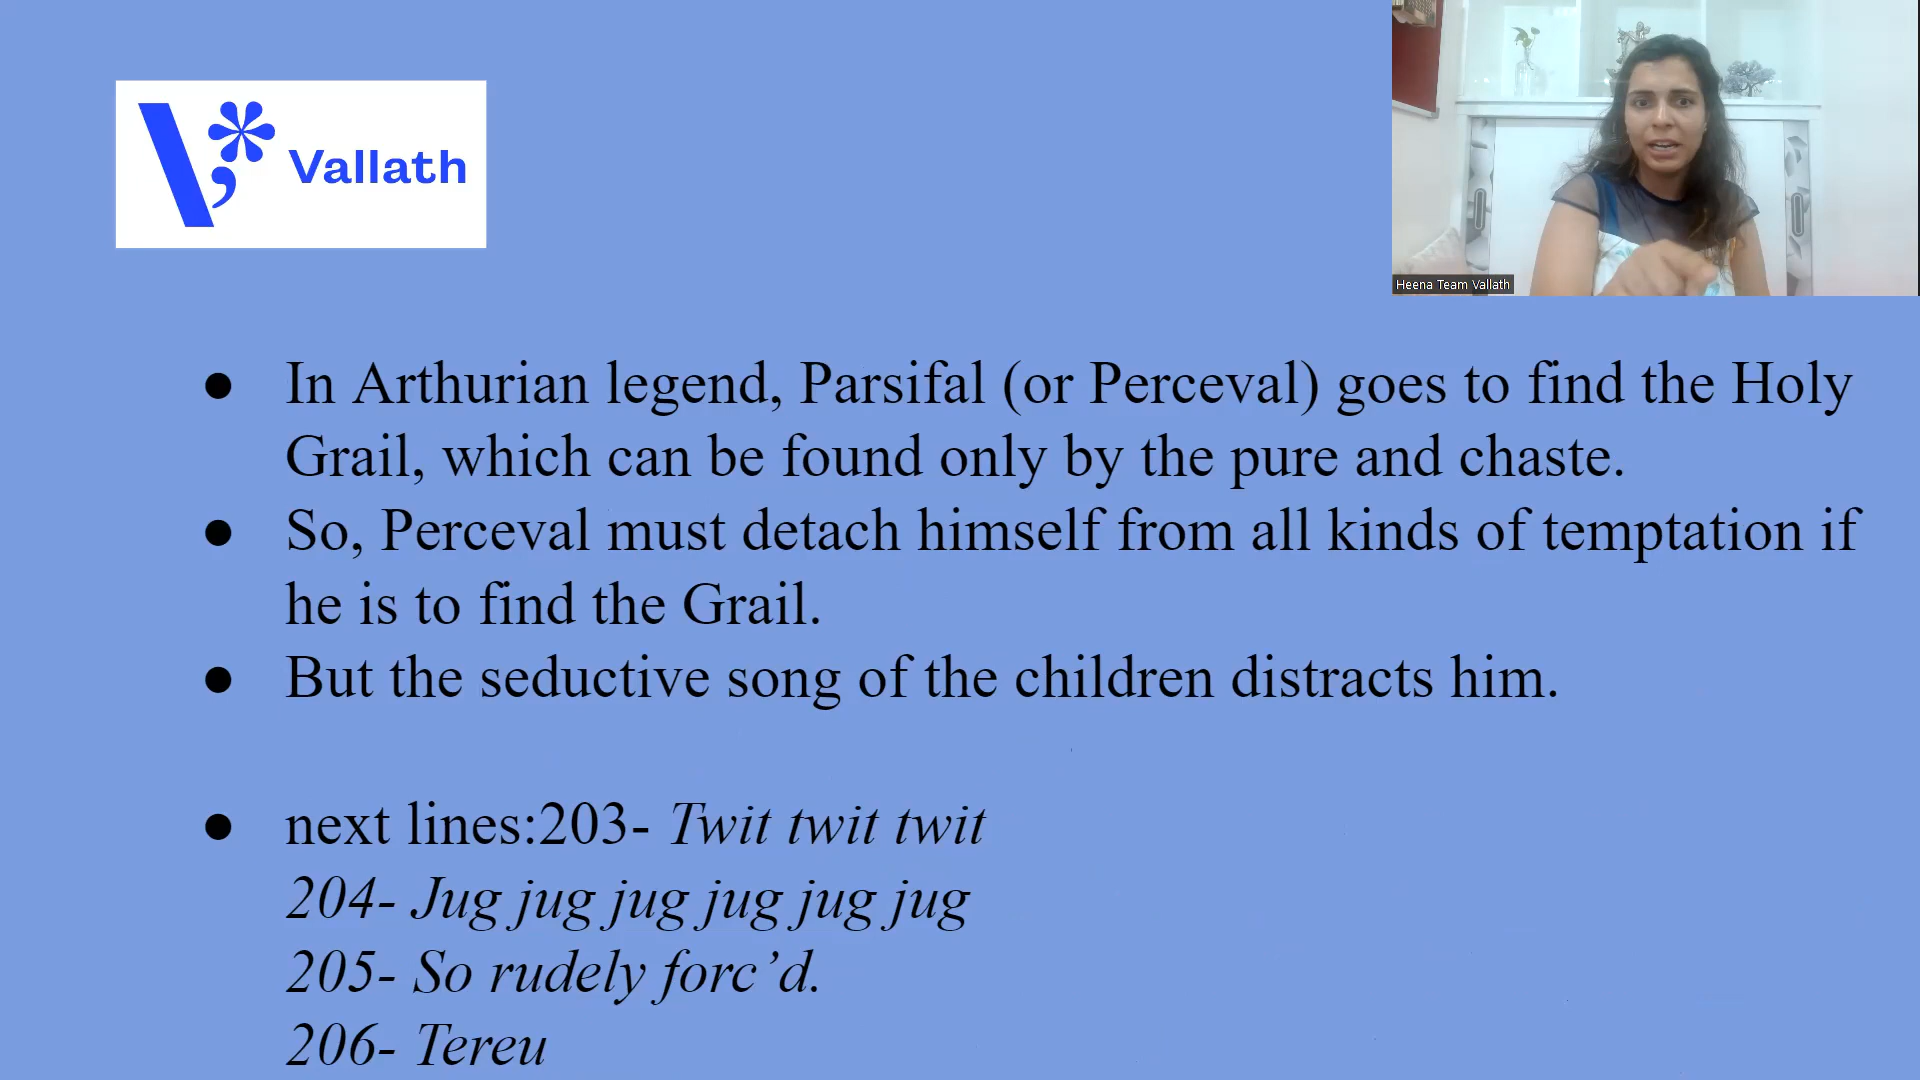 Vallath
Heena Team Vallath
● In Arthurian legend, Parsifal (or Perceval) goes to find the Holy
Grail, which can be found only by the pure and chaste.
● So, Perceval must detach himself from all kinds of temptation if
he is to find the Grail.
● But the seductive song of the children distracts him.
● next lines:203- Twit twit twit
204- Jug jug jug jug jug jug
205- So rudely forc’d.
206- Tereu